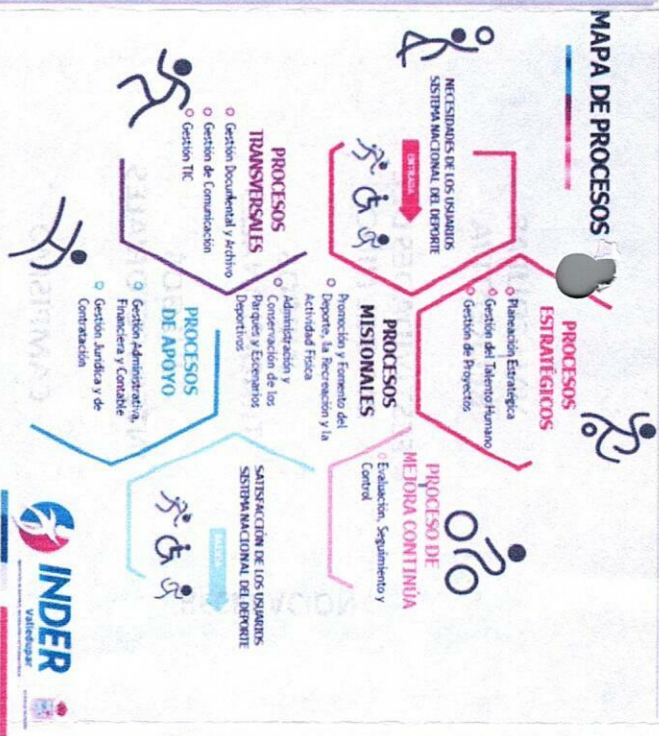 MAPA DE PROCESOS
NECESIDADES DE LOS USUARIOS
SISTEMA NACIONAL DEL DEPORTE
ENTRADA
PROCESOS
ESTRATÉGICOS
Planeación Estratégica
Gestión del Talento Humano
Gestión de Proyectos
PROCESOS
TRANSVERSALES
Gestión Documental y Archivo
Gestión de Comunicación
Gestión TIC
PROCESOS
MISIONALES
Promoción y Fomento del
Deporte, la Recreación y la
Actividad Física
Administración y
Conservación de los
Parques y Escenarios
Deportivos.
PROCESO DE
MEJORA CONTINÚA
Evaluación, Seguimiento y
Control
PROCESOS
DE APOYO
Gestión Administrativa,
Financiera y Contable
Gestión Jurídica y de
Contratación
SATISFACCIÓN DE LOS USUARIOS
SISTEMA NACIONAL DEL DEPORTE
SALIDA
INDER
Valledupar